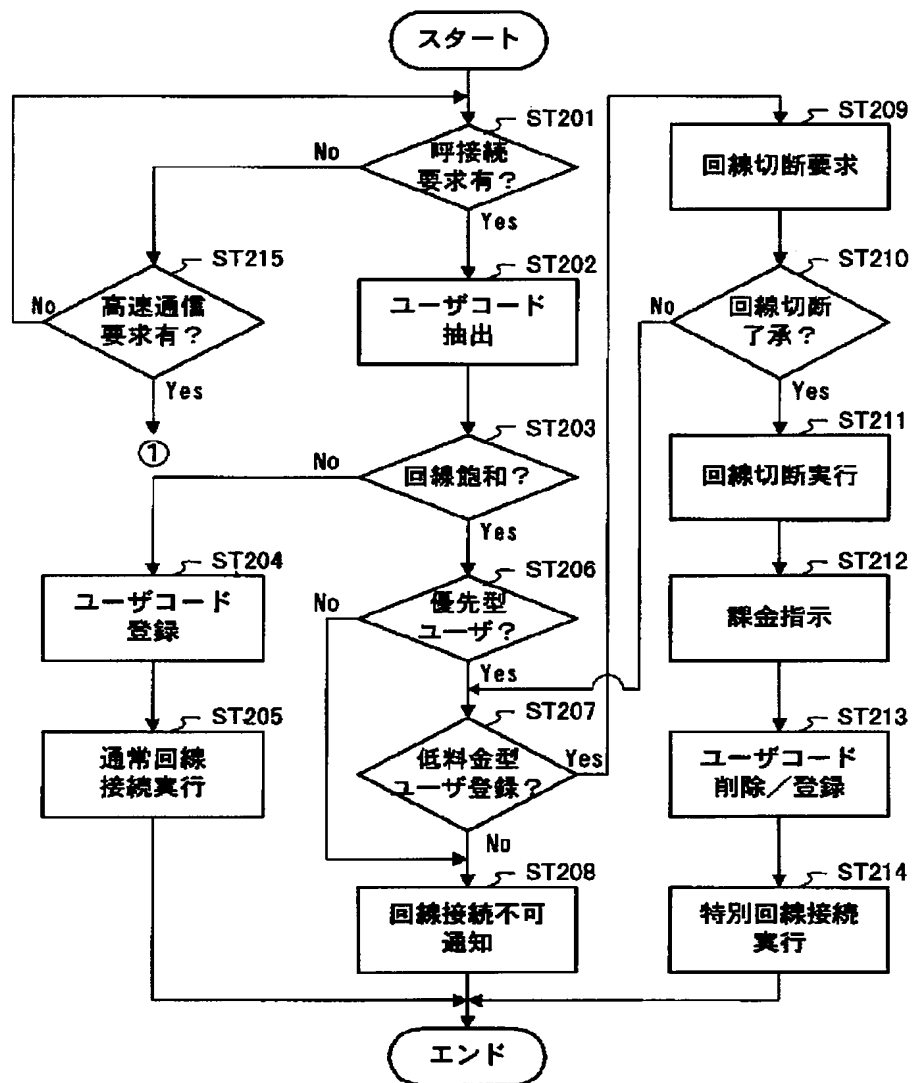 スタート
ST201
呼接続
要求有?
No
Yes
ST215
高速通信
要求有?
No
Yes
①
ST202
ユーザコード
抽出
ST203
回線飽和?
No
Yes
ST204
ユーザコード
登録
ST205
通常回線
接続実行
ST206
優先型
ユーザ?
No
Yes
ST207
低料金型
ユーザ登録?
Yes
No
ST208
回線接続不可
通知
ST209
回線切断要求
ST210
回線切断
了承?
No
Yes
ST211
回線切断実行
ST212
課金指示
ST213
ユーザコード
削除/登録
ST214
特別回線接続
実行
エンド